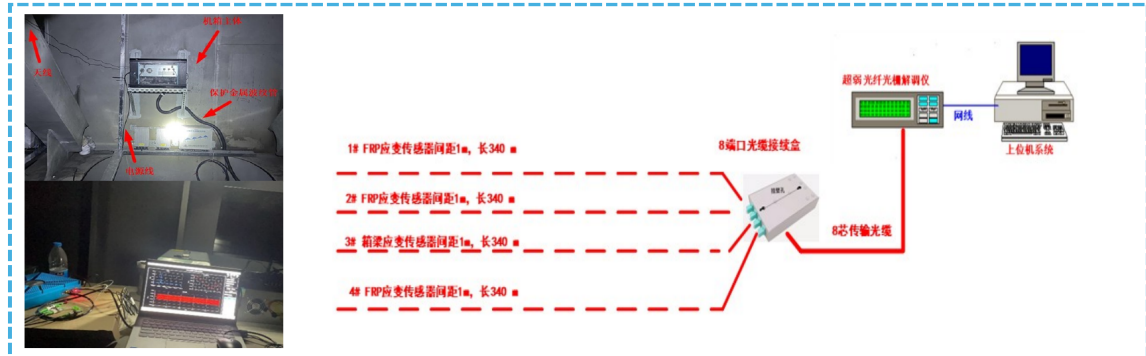 机箱主体
天线
保护金属波纹管
电源线
1# FRP应变传感器间距1m，长340 m
2# FRP应变传感器间距1m，长340 m
3# 箱梁应变传感器间距1m，长340 m
4# FRP应变传感器间距1m，长340 m
8端口光缆接续盒
8芯传输光缆
超弱光纤光栅解调仪
网线
上位机系统